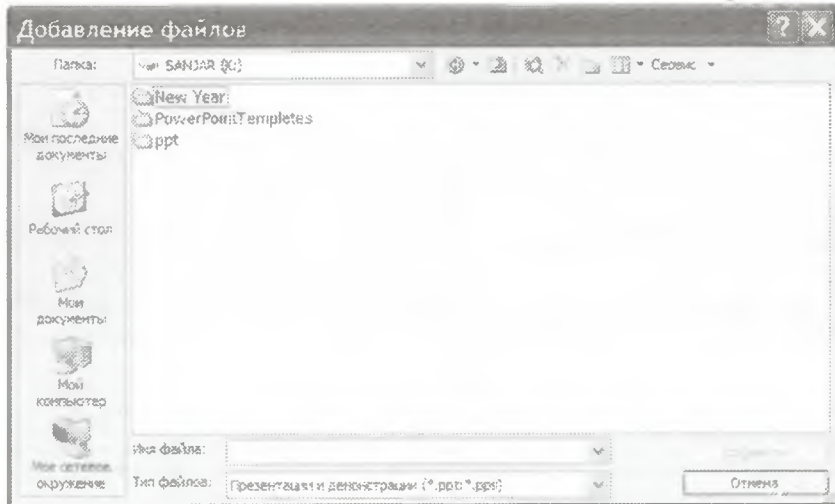 Добавление файлов
Папка: SANJAR (K:) Сервис
New Year
PowerPointTempletes
ppt
Мои последние
документы
Рабочий стол
Мои
документы
Мой
компьютер
Мое сетевое
окружение
Имя файла:
Тип файлов: Презентации и демонстрации (*.ppt;*.pps)
Отмена